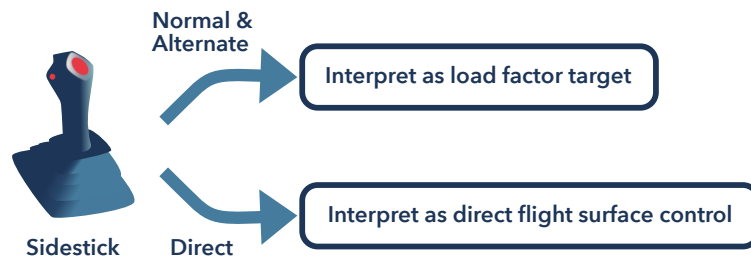 Normal &
Alternate
Interpret as load factor target
Interpret as direct flight surface control
Sidestick
Direct